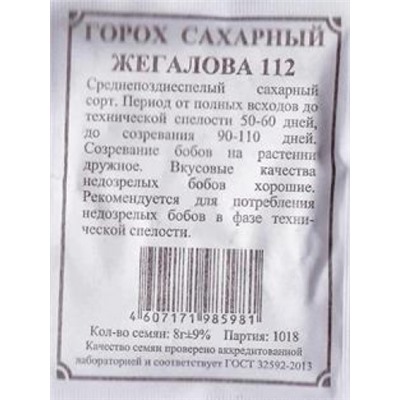 ГОРОХ САХАРНЫЙ
ЖЕГАЛОВА 112
Среднепозднеспелый сахарный
сорт. Период от полных всходов до
технической спелости 50-60 дней,
до созревания 90-110 дней.
Созревание бобов на растении
дружное. Вкусовые качества
недозрелых бобов хорошие.
Рекомендуется для потребления
недозрелых бобов в фазе техни-
ческой спелости.
4 607171 985981
Кол-во семян: 8г±9% Партия: 1018
Качество семян проверено аккредитованной
лабораторией и соответствует ГОСТ 32592-2013